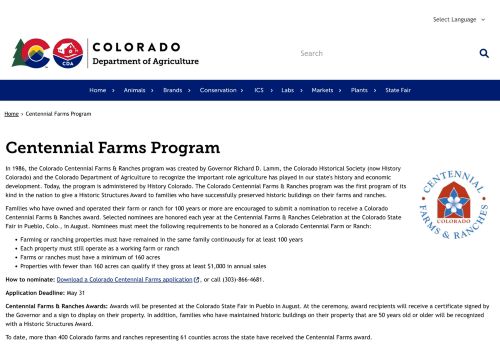 Select Language
COLORADO
Department of Agriculture
CDA
Search
Home
Animals
Brands
Conservation
ICS
Labs
Markets
Plants
State Fair
Home › Centennial Farms Program
Centennial Farms Program
In 1986, the Colorado Centennial Farms & Ranches program was created by Governor Richard D. Lamm, the Colorado Historical Society (now History
Colorado) and the Colorado Department of Agriculture to recognize the important role agriculture has played in our state's history and economic
development. Today, the program is administered by History Colorado. The Colorado Centennial Farms & Ranches program was the first program of its
kind in the nation to give a Historic Structures Award to families who have successfully preserved historic buildings on their farms and ranches.
CENTENNIAL
COLORADO
FARMS & RANCHES
Families who have owned and operated their farm or ranch for 100 years or more are encouraged to submit a nomination to receive a Colorado
Centennial Farms & Ranches award. Selected nominees are honored each year at the Centennial Farms & Ranches Celebration at the Colorado State
Fair in Pueblo, Colo., in August. Nominees must meet the following requirements to be honored as a Colorado Centennial Farm or Ranch:
• Farming or ranching properties must have remained in the same family continuously for at least 100 years
• Each property must still operate as a working farm or ranch
• Farms or ranches must have a minimum of 160 acres
• Properties with fewer than 160 acres can qualify if they gross at least $1,000 in annual sales
How to nominate: Download a Colorado Centennial Farms application, or call (303)-866-4681.
Application Deadline: May 31
Centennial Farms & Ranches Awards: Awards will be presented at the Colorado State Fair in Pueblo in August. At the ceremony, award recipients will receive a certificate signed by
the Governor and a sign to display on their property. In addition, families who have maintained historic buildings on their property that are 50 years old or older will be recognized
with a Historic Structures Award.
To date, more than 400 Colorado farms and ranches representing 61 counties across the state have received the Centennial Farms award.